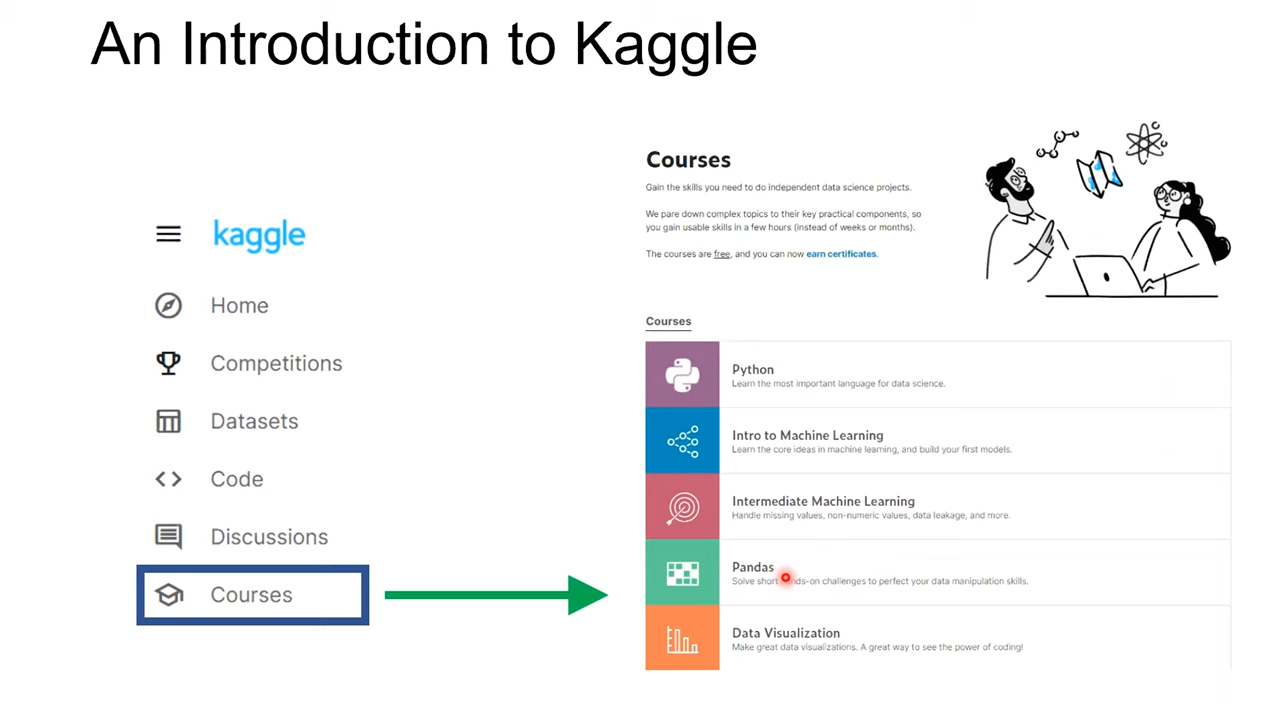 An Introduction to Kaggle
kaggle
Home
Competitions
Datasets
Code
Discussions
Courses
Courses
Gain the skills you need to do independent data science projects.
We pare down complex topics to their key practical components, so
you gain usable skills in a few hours (instead of weeks or months).
The courses are free, and you can now earn certificates.
Courses
Python
Learn the most important language for data science.
Intro to Machine Learning
Learn the core ideas in machine learning, and build your first models.
Intermediate Machine Learning
Handle missing values, non-numeric values, data leakage, and more.
Pandas
Solve short hands-on challenges to perfect your data manipulation skills.
Data Visualization
Make great data visualizations. A great way to see the power of coding!